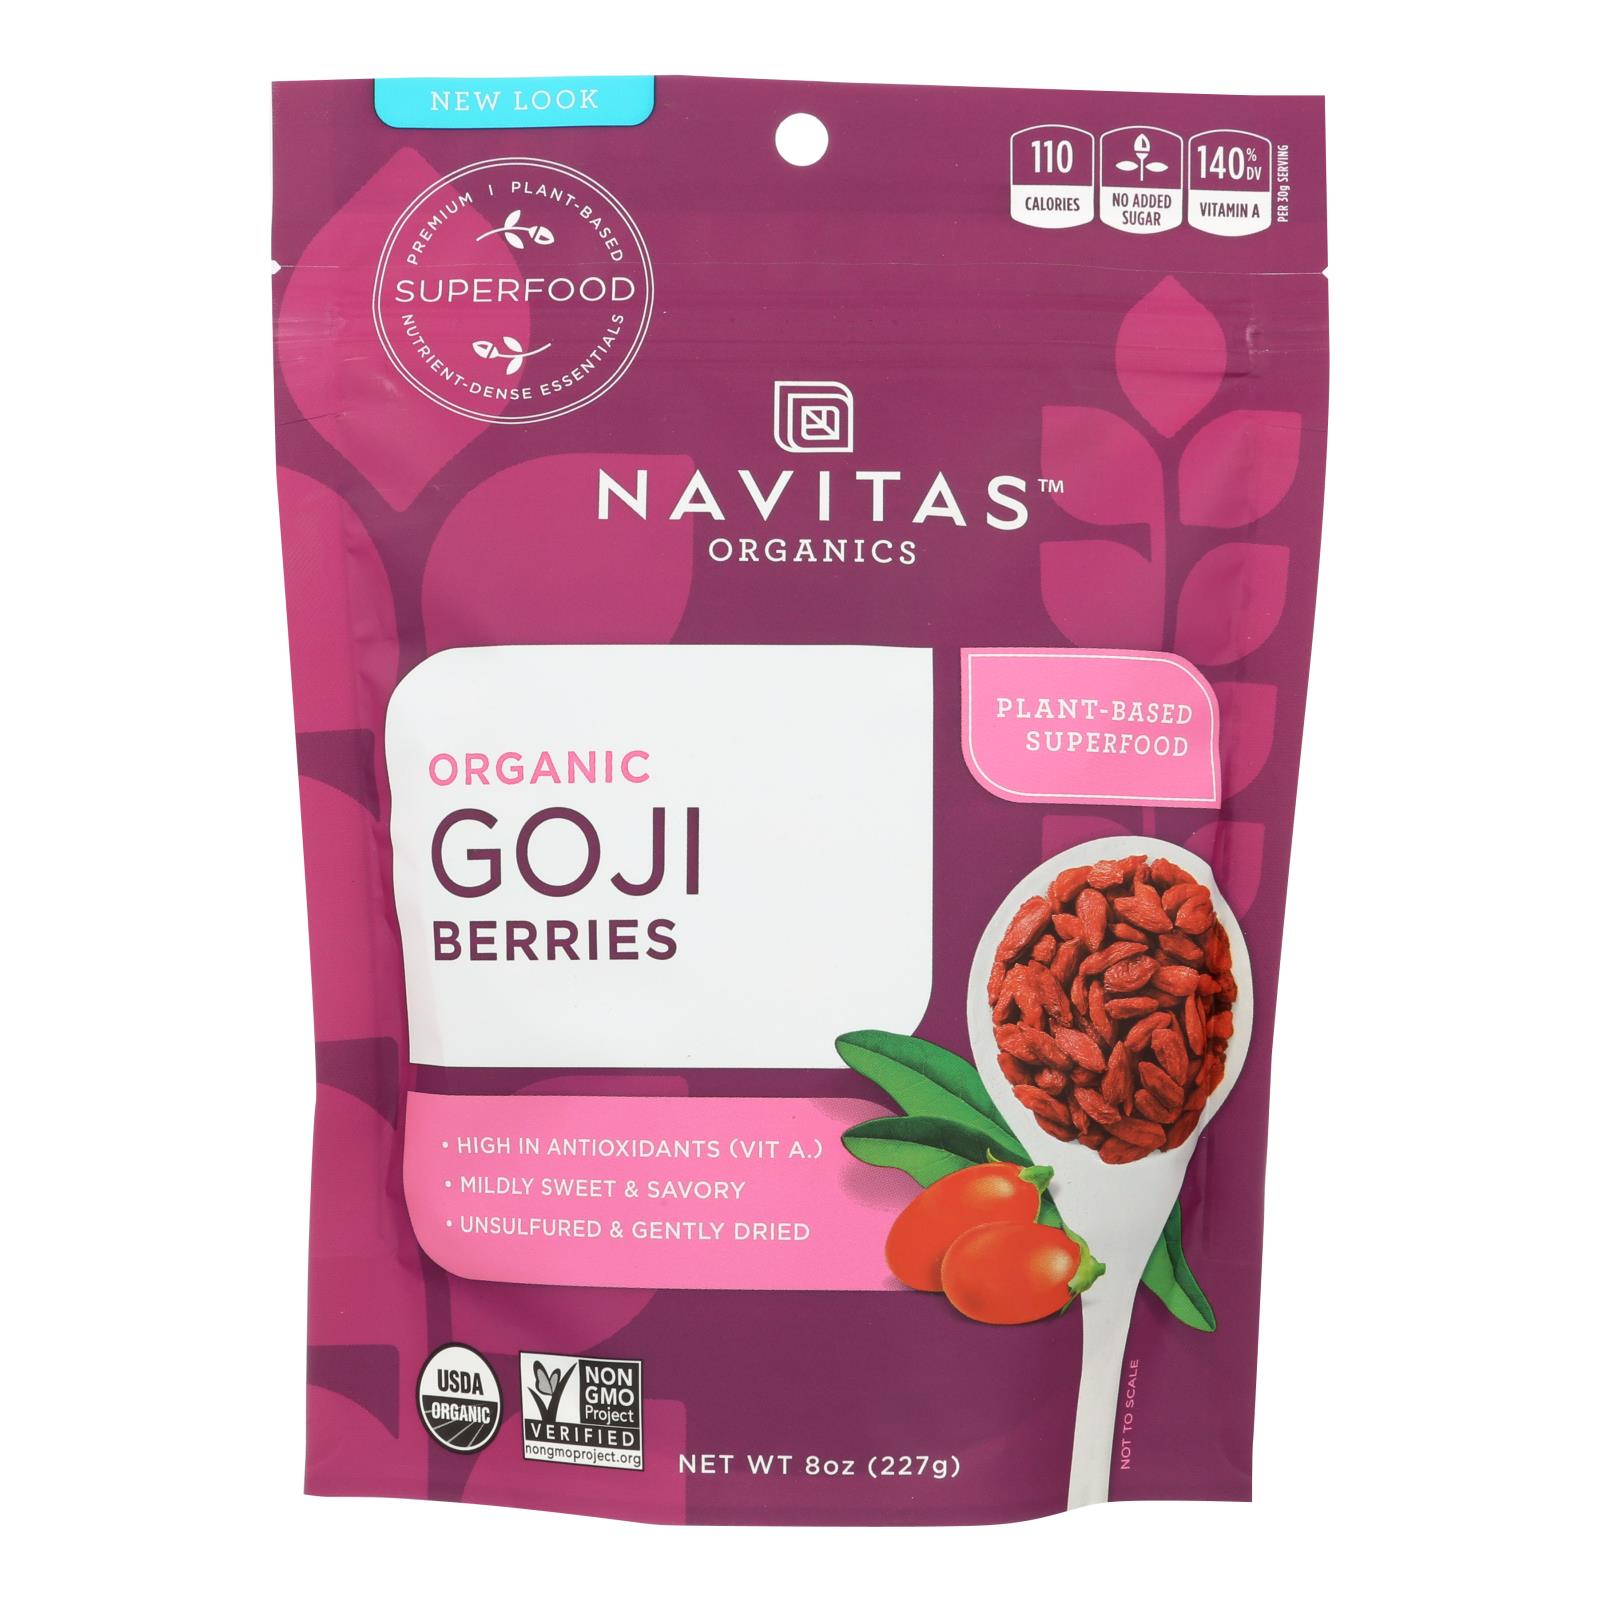 NEW LOOK
PREMIUM | PLANT-BASED
SUPERFOOD
NUTRIENT-DENSE ESSENTIALS
110
CALORIES
NO ADDED
SUGAR
140% DV
VITAMIN A
PER 30g SERVING
NAVITAS™
ORGANICS
PLANT-BASED
SUPERFOOD
ORGANIC
GOJI
BERRIES
• HIGH IN ANTIOXIDANTS (VIT A.)
• MILDLY SWEET & SAVORY
• UNSULFURED & GENTLY DRIED
USDA
ORGANIC
NON
GMO
Project
VERIFIED
nongmoproject.org
NET WT 8oz (227g)
NOT TO SCALE